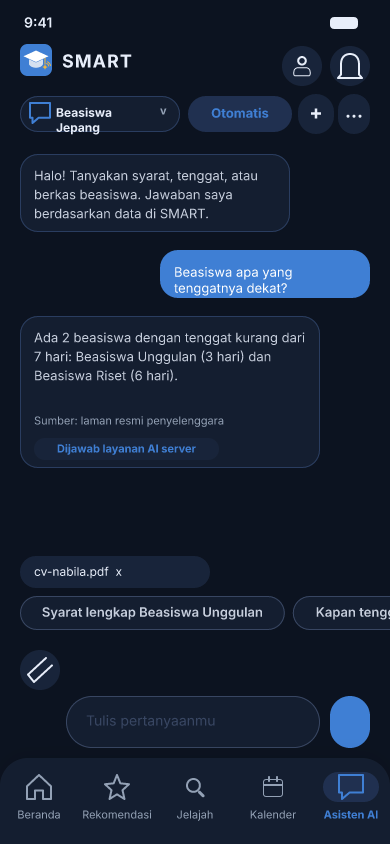 9:41
SMART
Beasiswa
Jepang
v
Otomatis
+
...
Halo! Tanyakan syarat, tenggat, atau
berkas beasiswa. Jawaban saya
berdasarkan data di SMART.
Beasiswa apa yang
tenggatnya dekat?
Ada 2 beasiswa dengan tenggat kurang dari
7 hari: Beasiswa Unggulan (3 hari) dan
Beasiswa Riset (6 hari).
Sumber: laman resmi penyelenggara
Dijawab layanan AI server
cv-nabila.pdf x
Syarat lengkap Beasiswa Unggulan
Kapan tengg
Tulis pertanyaanmu
Beranda
Rekomendasi
Jelajah
Kalender
Asisten AI